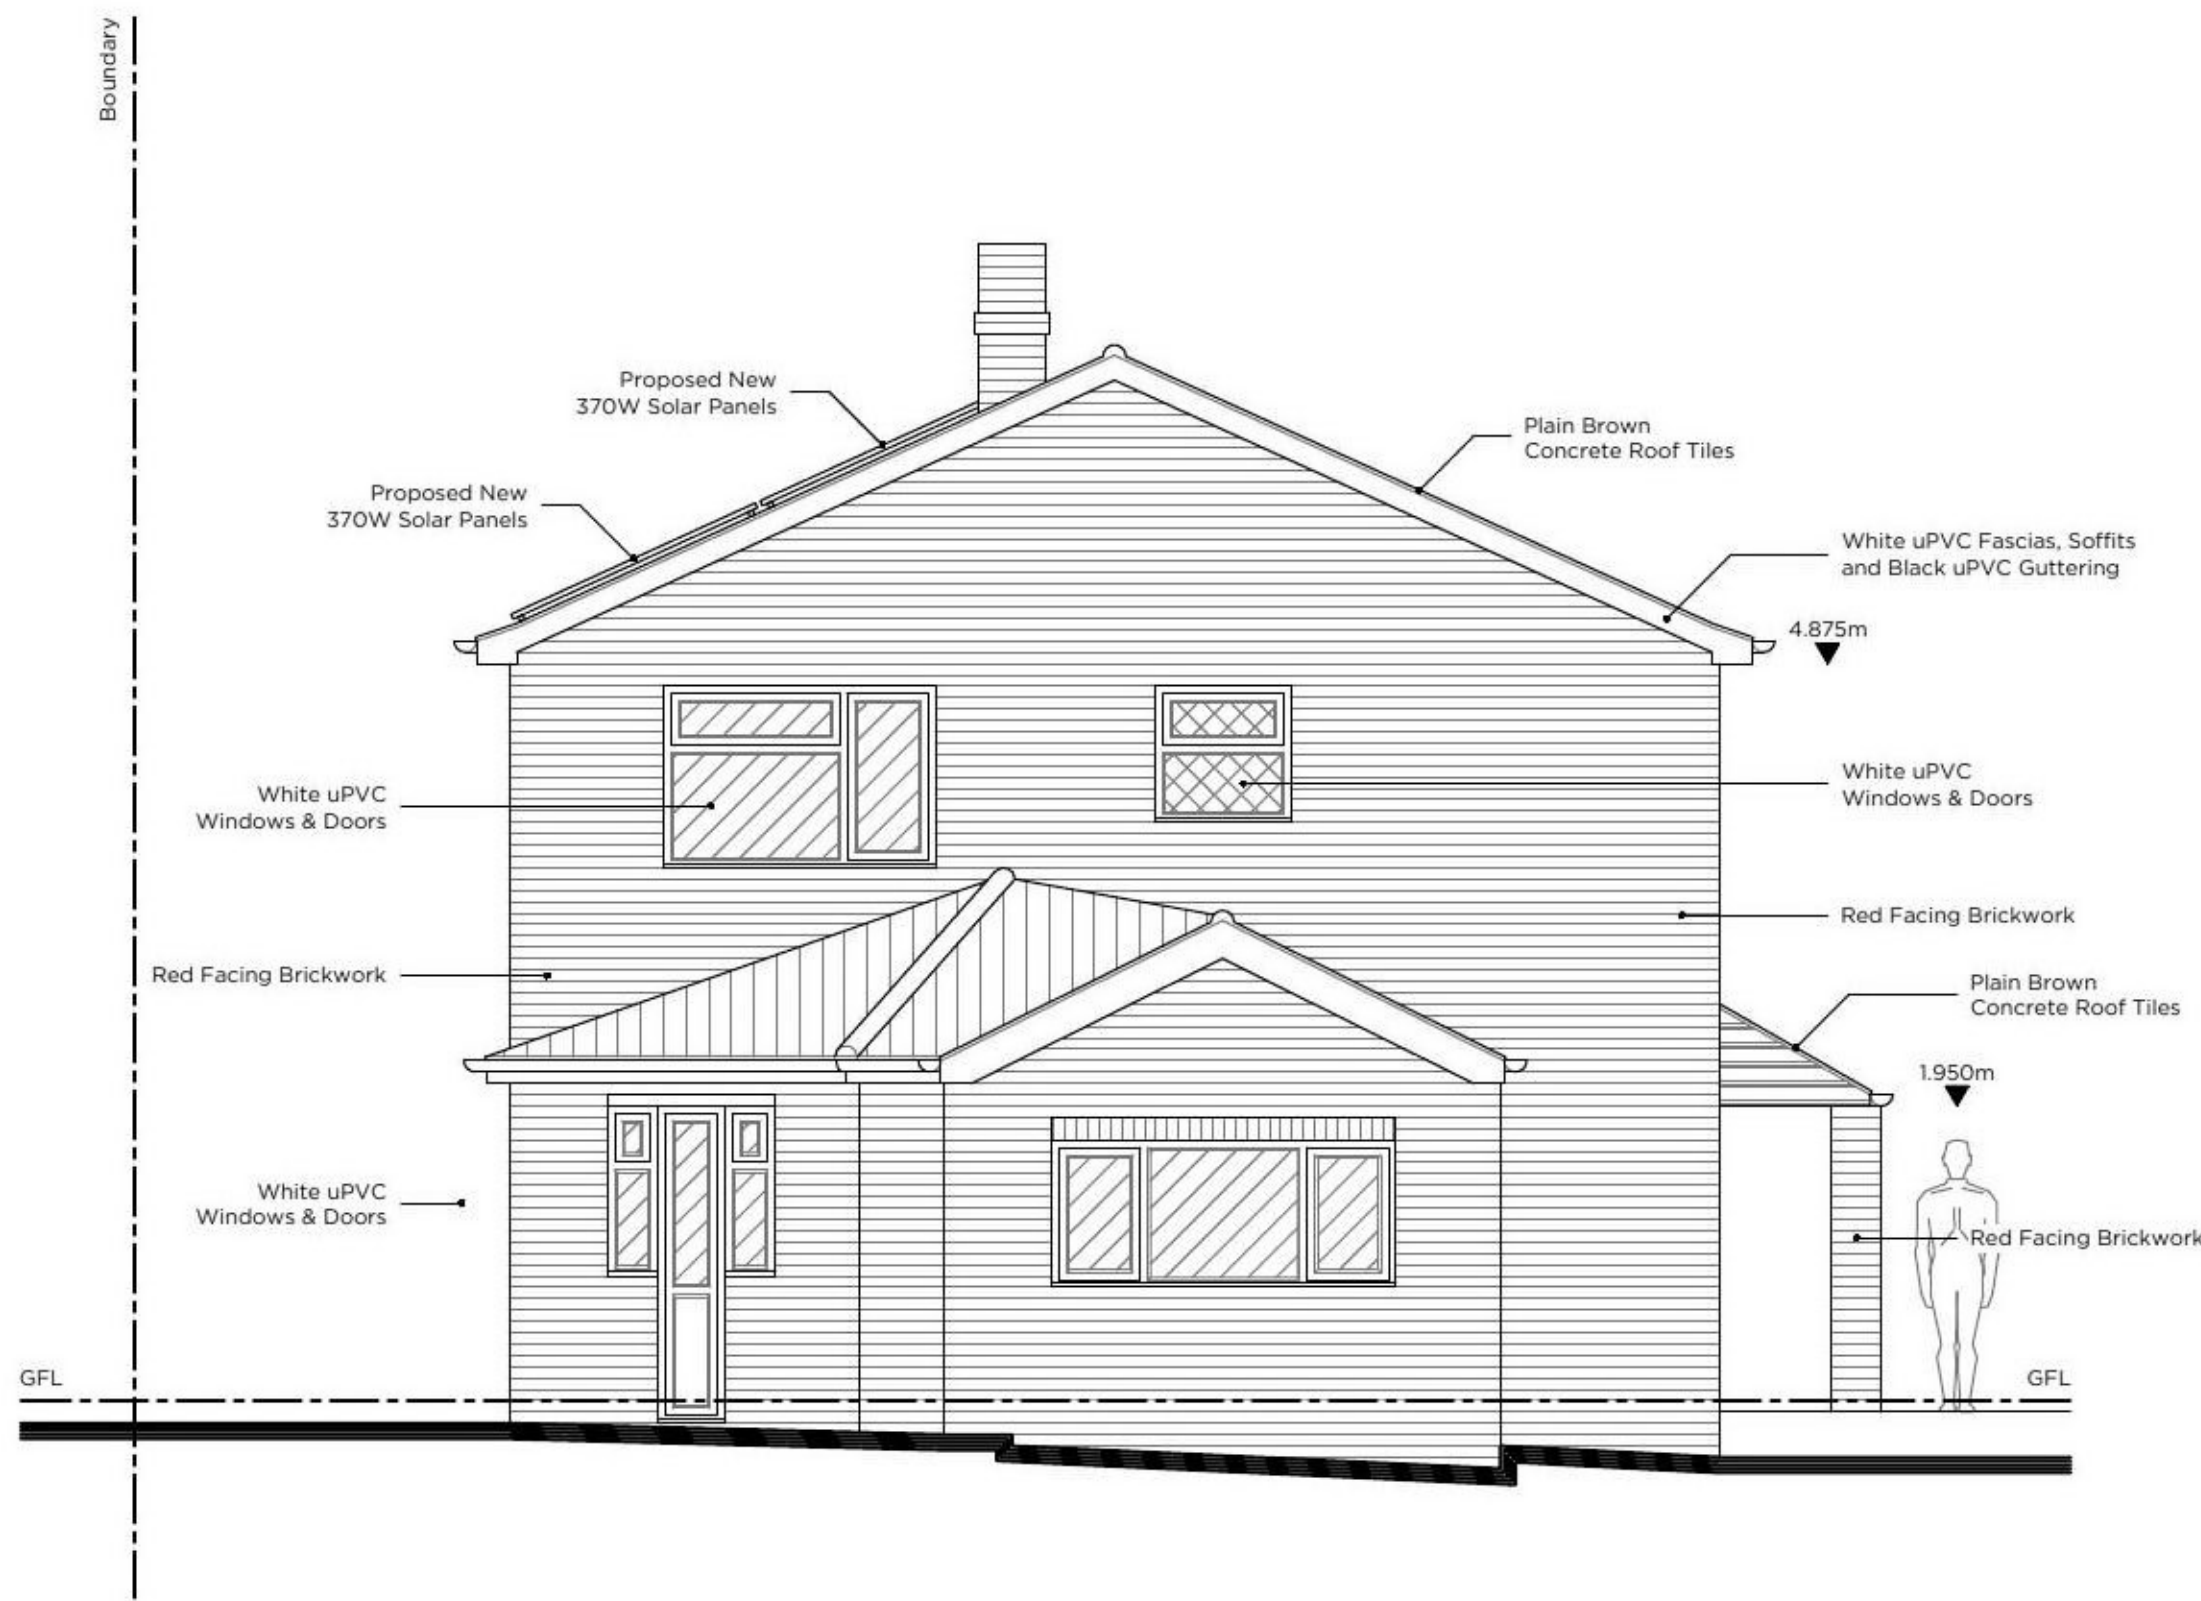 Boundary
Proposed New
370W Solar Panels
Proposed New
370W Solar Panels
Plain Brown
Concrete Roof Tiles
White uPVC Fascias, Soffits
and Black uPVC Guttering
4.875m
White uPVC
Windows & Doors
White uPVC
Windows & Doors
Red Facing Brickwork
Red Facing Brickwork
Plain Brown
Concrete Roof Tiles
1.950m
White uPVC
Windows & Doors
Red Facing Brickwork
GFL
GFL